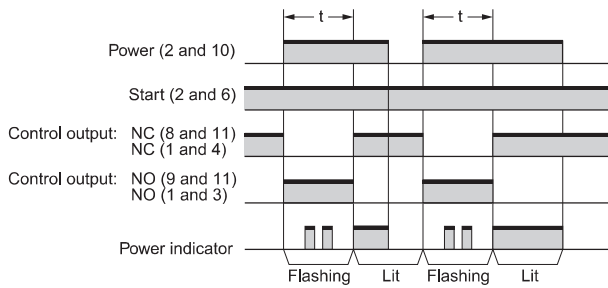 t
t
Power (2 and 10)
Start (2 and 6)
Control output: NC (8 and 11)
NC (1 and 4)
Control output: NO (9 and 11)
NO (1 and 3)
Power indicator
Flashing Lit Flashing Lit